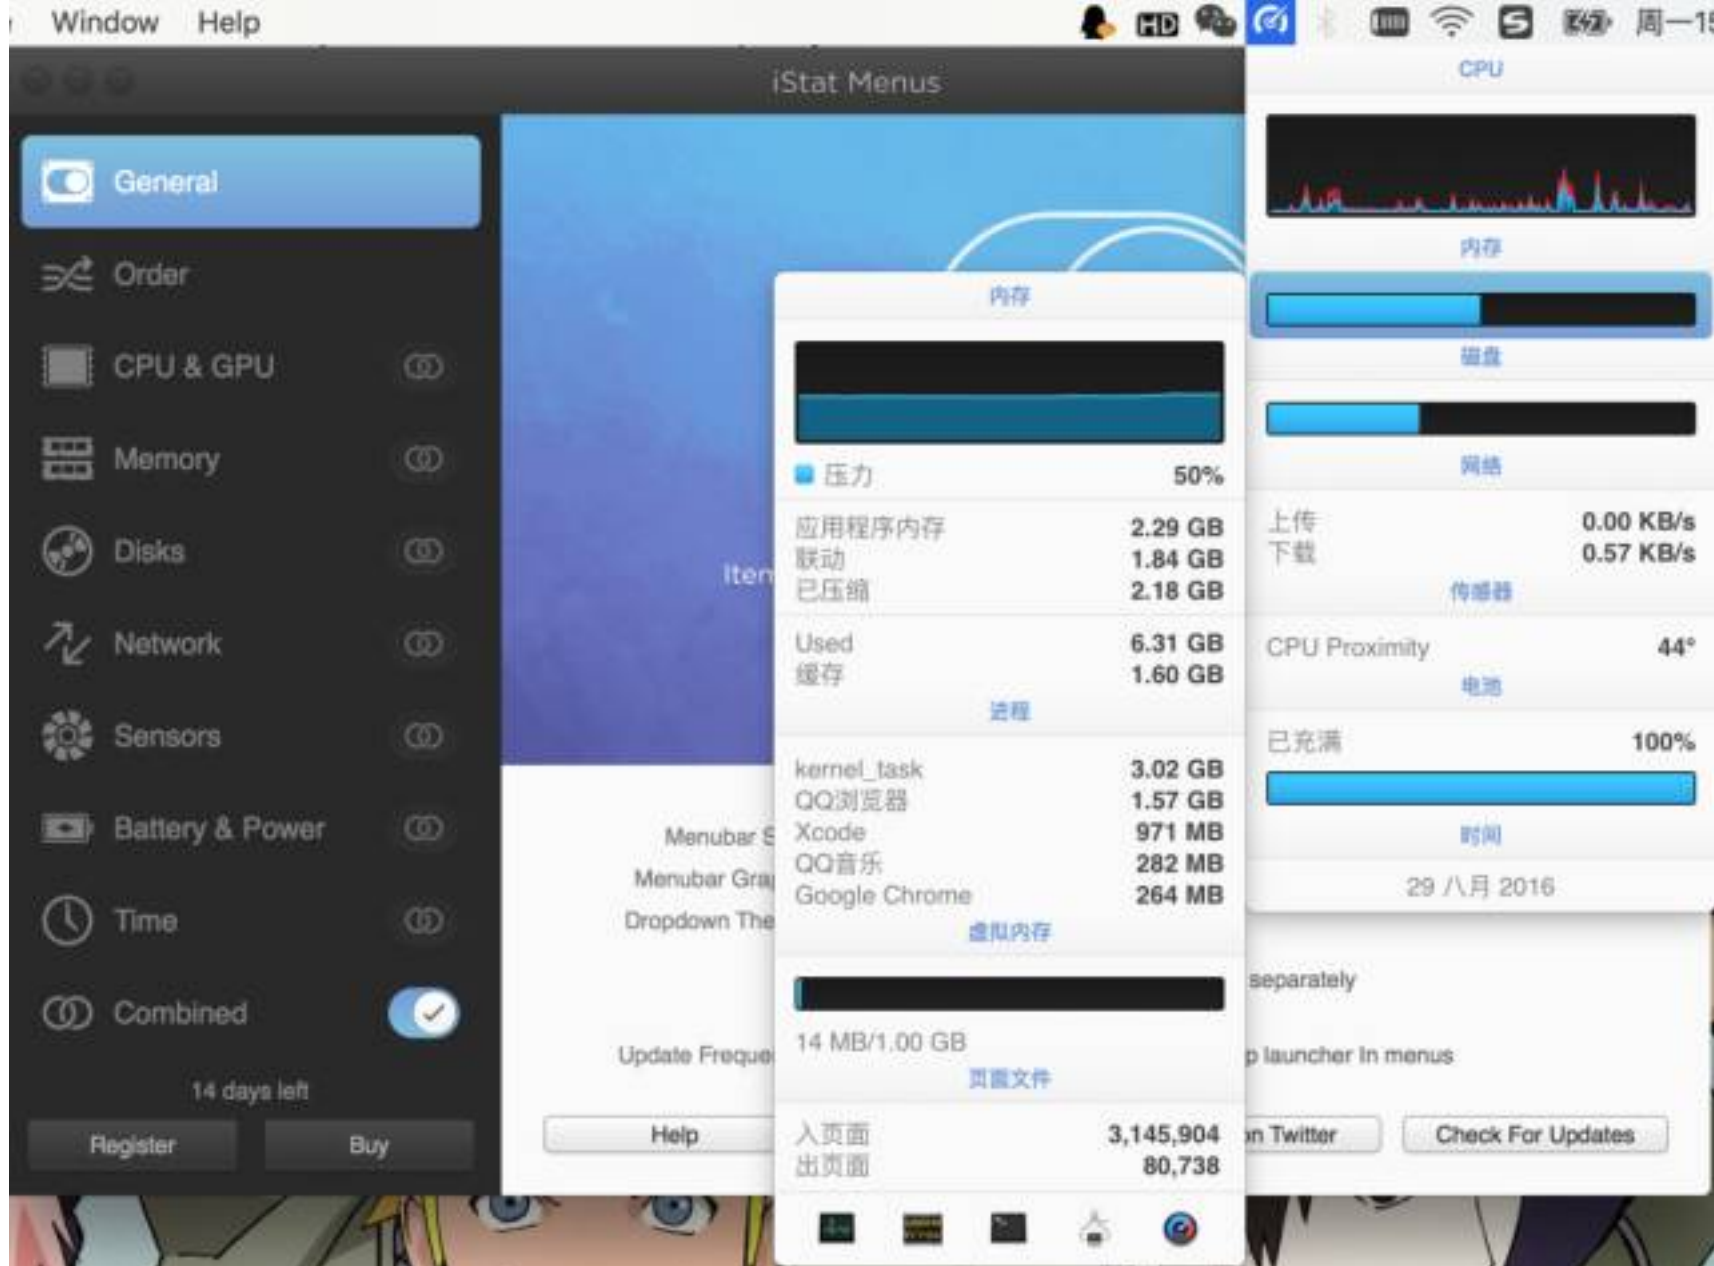 Window Help
HD
周一15
iStat Menus
General
Order
CPU & GPU
Memory
Disks
Network
Sensors
Battery & Power
Time
Combined
14 days left
Register Buy
Item
Menubar S
Menubar Gra
Dropdown The
Update Freque
Help
内存
压力 50%
应用程序内存 2.29 GB
联动 1.84 GB
已压缩 2.18 GB
Used 6.31 GB
缓存 1.60 GB
进程
kernel_task 3.02 GB
QQ浏览器 1.57 GB
Xcode 971 MB
QQ音乐 282 MB
Google Chrome 264 MB
虚拟内存
14 MB/1.00 GB
页面文件
入页面 3,145,904
出页面 80,738
CPU
内存
磁盘
网络
上传 0.00 KB/s
下载 0.57 KB/s
传感器
CPU Proximity 44°
电池
已充满 100%
时间
29 八月 2016
separately
p launcher In menus
on Twitter
Check For Updates